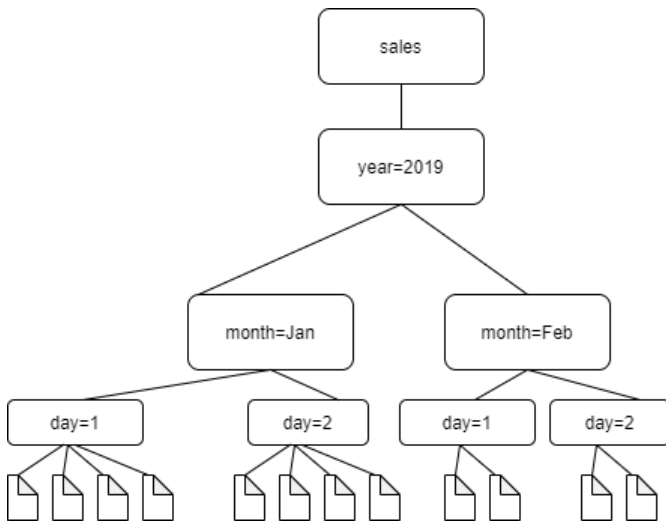 sales
year=2019
month=Jan
month=Feb
day=1
day=2
day=1
day=2